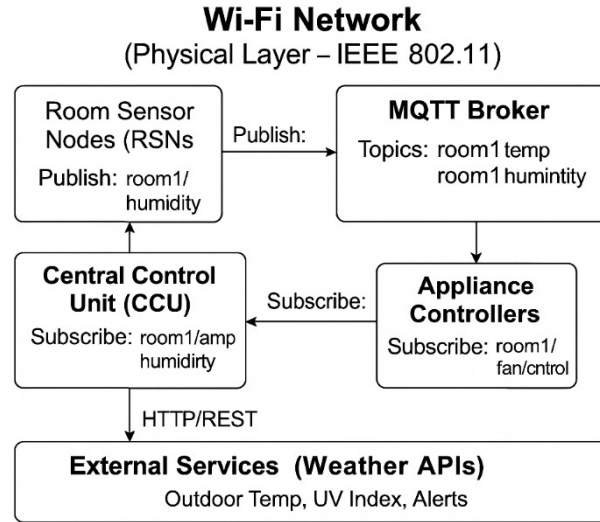 Wi-Fi Network
(Physical Layer – IEEE 802.11)
Room Sensor
Nodes (RSNs
Publish: room1/
humidity
Publish:
MQTT Broker
Topics: room1 temp
room1 humintity
Central Control
Unit (CCU)
Subscribe: room1/amp
humidirty
Subscribe:
Appliance
Controllers
Subscribe: room1/
fan/cntrol
HTTP/REST
External Services (Weather APIs)
Outdoor Temp, UV Index, Alerts